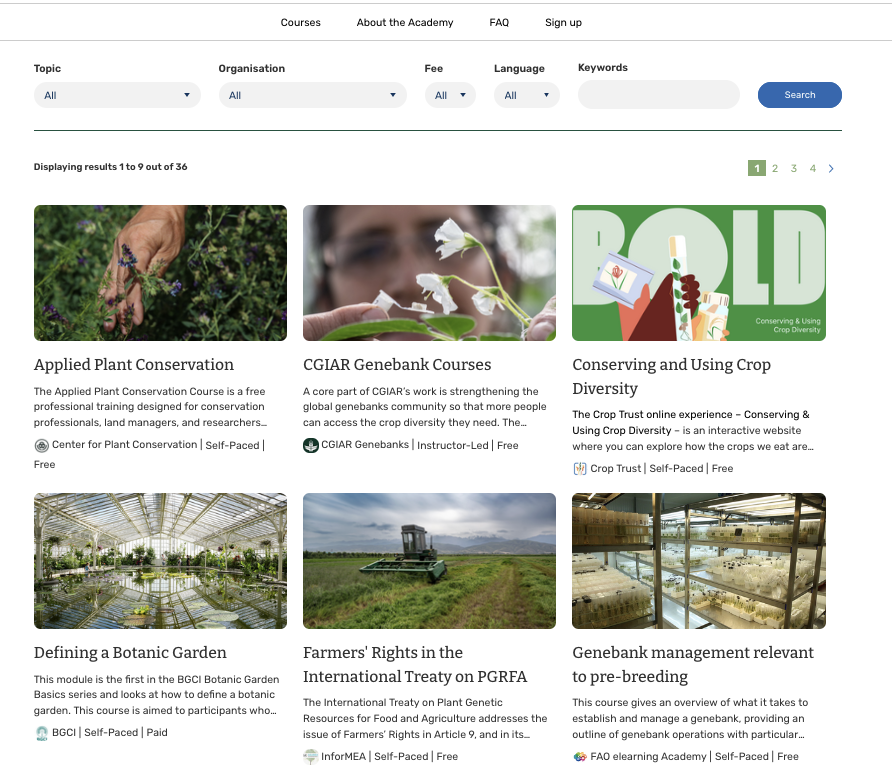 Courses About the Academy FAQ Sign up
Topic Organisation Fee Language Keywords
All All All All Search
Displaying results 1 to 9 out of 36
1 2 3 4
BOLD
Conserving & Using
Crop Diversity
Applied Plant Conservation
The Applied Plant Conservation Course is a free
professional training designed for conservation
professionals, land managers, and researchers...
Center for Plant Conservation | Self-Paced |
Free
CGIAR Genebank Courses
A core part of CGIAR's work is strengthening the
global genebanks community so that more people
can access the crop diversity they need. The...
CGIAR Genebanks | Instructor-Led | Free
Conserving and Using Crop
Diversity
The Crop Trust online experience – Conserving &
Using Crop Diversity – is an interactive website
where you can explore how the crops we eat are...
Crop Trust | Self-Paced | Free
Defining a Botanic Garden
This module is the first in the BGCI Botanic Garden
Basics series and looks at how to define a botanic
garden. This course is aimed to participants who...
BGCI | Self-Paced | Paid
Farmers' Rights in the
International Treaty on PGRFA
The International Treaty on Plant Genetic
Resources for Food and Agriculture addresses the
issue of Farmers' Rights in Article 9, and in its...
InforMEA | Self-Paced | Free
Genebank management relevant
to pre-breeding
This course gives an overview of what it takes to
establish and manage a genebank, providing an
outline of genebank operations with particular...
FAO elearning Academy | Self-Paced | Free